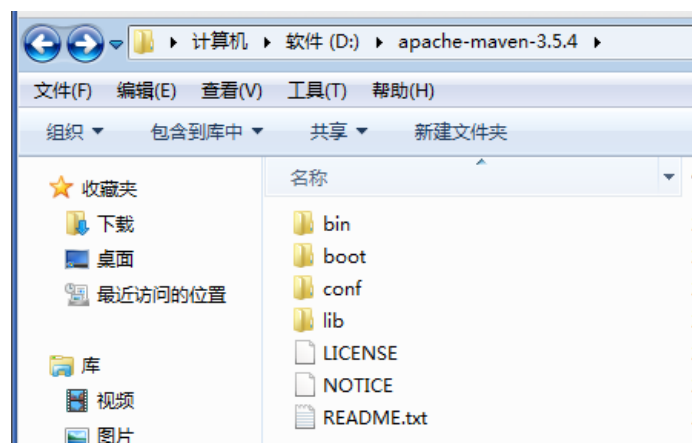 计算机 软件 (D:) apache-maven-3.5.4
文件(F) 编辑(E) 查看(V) 工具(T) 帮助(H)
组织 包含到库中 共享 新建文件夹
收藏夹
下载
桌面
最近访问的位置
库
视频
图片
名称
bin
boot
conf
lib
LICENSE
NOTICE
README.txt